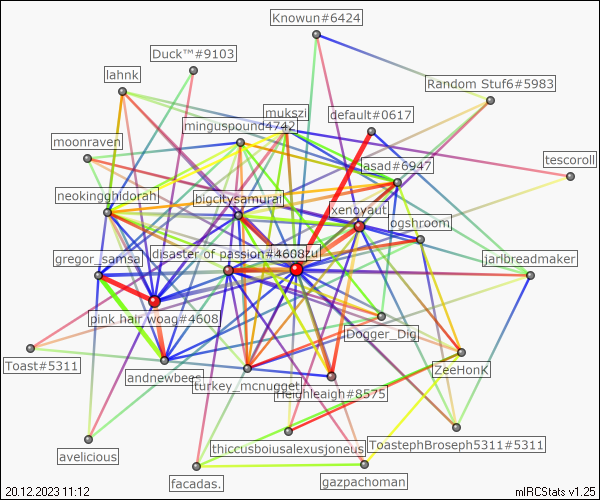 Knowun#6424
Duck™#9103
lahnk
Random Stuf6#5983
mukszi
default#0617
minguspound4742
moonraven
asad#6947
tescoroll
neokingghidorah
bigcitysamurai
xenoyaut
ogshroom
gregor_samsa
disaster of passion#4608
zu
jarlbreadmaker
pink hair woag#4608
Dogger_Dig
Toast#5311
andnewbees
turkey_mcnugget
Heighleaigh#8575
ZeeHonK
avelicious
thiccusboiusalexusjoneus
ToastephBroseph5311#5311
facadas.
gazpachoman
20.12.2023 11:12
mIRCStats v1.25